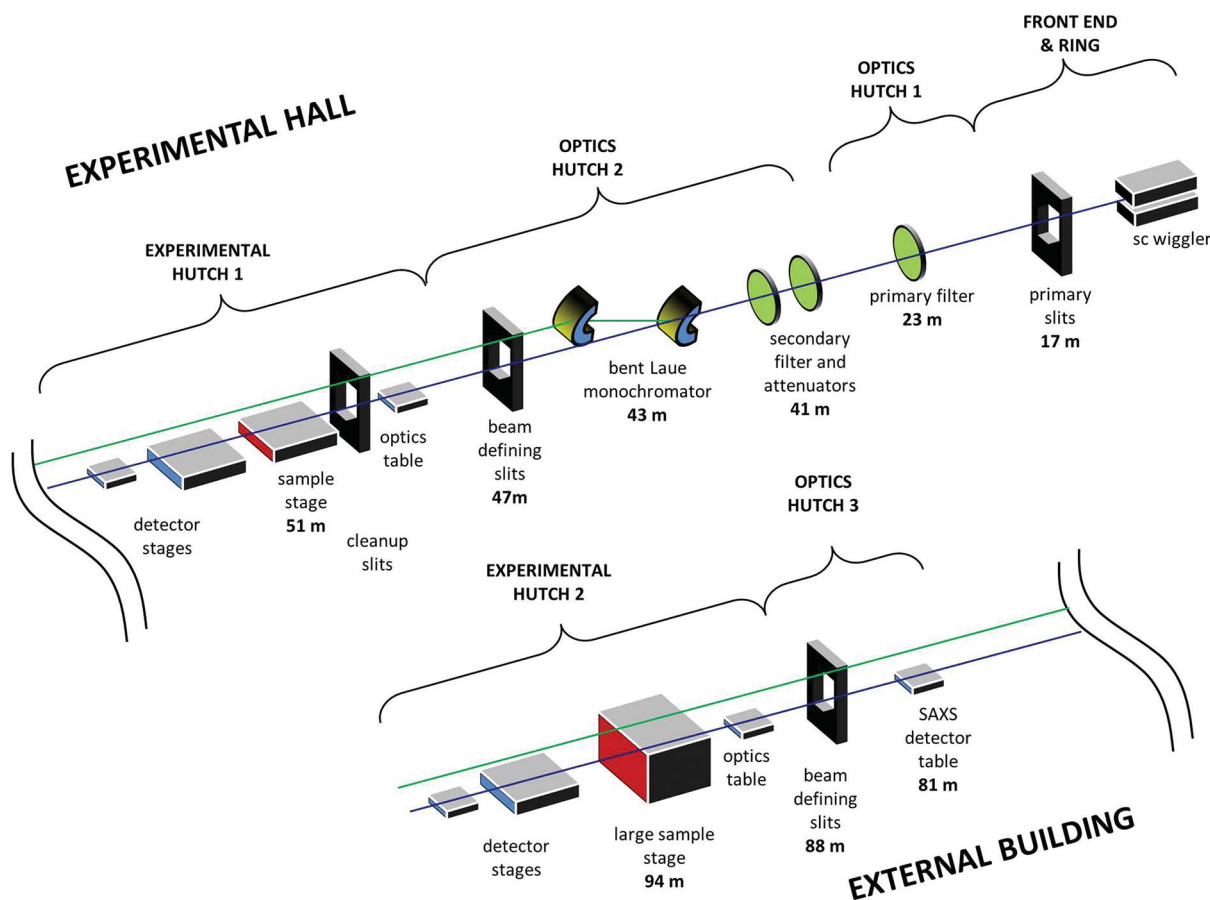 FRONT END
& RING
OPTICS
HUTCH 1
EXPERIMENTAL HALL
OPTICS
HUTCH 2
EXPERIMENTAL
HUTCH 1
sc wiggler
primary
slits
17 m
primary filter
23 m
secondary
filter and
attenuators
41 m
bent Laue
monochromator
43 m
beam
defining
slits
47m
optics
table
cleanup
slits
sample
stage
51 m
detector
stages
OPTICS
HUTCH 3
EXPERIMENTAL
HUTCH 2
SAXS
detector
table
81 m
beam
defining
slits
88 m
optics
table
large sample
stage
94 m
detector
stages
EXTERNAL BUILDING